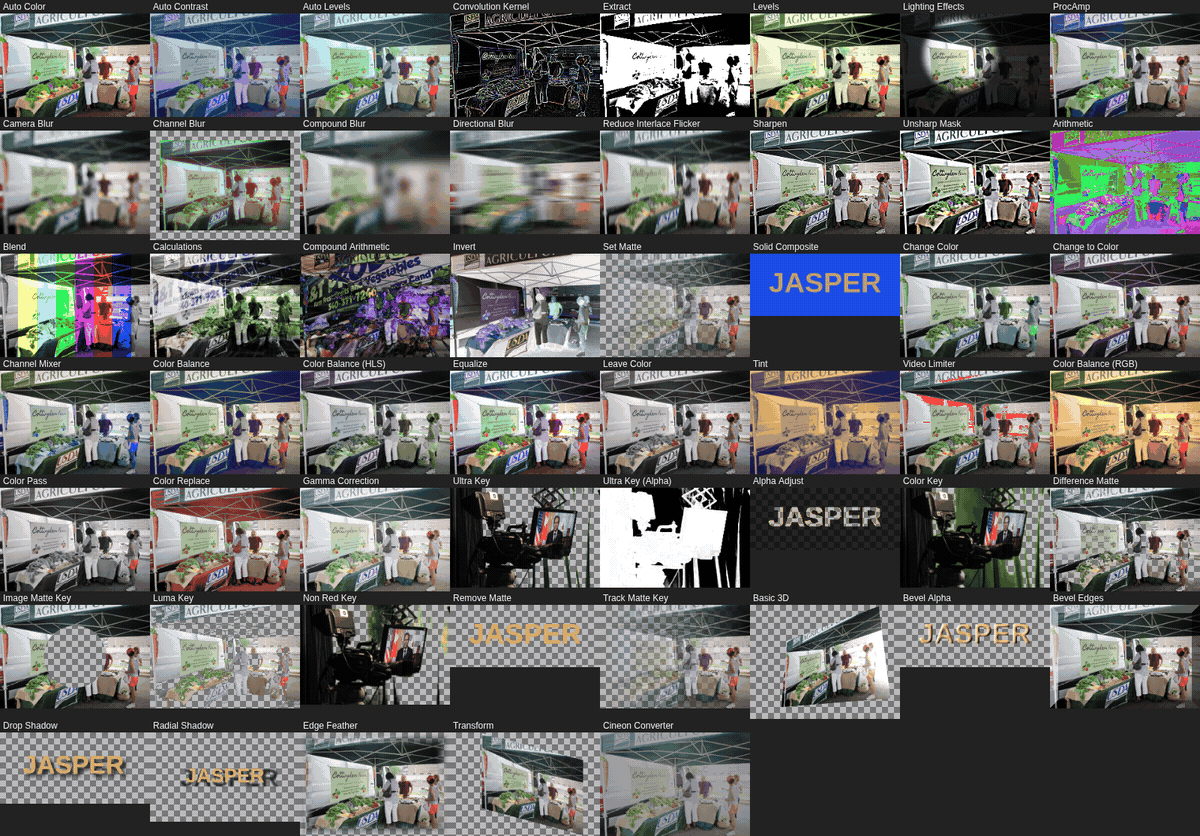 Auto Color Auto Contrast Auto Levels Convolution Kernel Extract Levels Lighting Effects ProcAmp
Camera Blur Channel Blur Compound Blur Directional Blur Reduce Interlace Flicker Sharpen Unsharp Mask Arithmetic
Blend Calculations Compound Arithmetic Invert Set Matte Solid Composite Change Color Change to Color
JASPER
Channel Mixer Color Balance Color Balance (HLS) Equalize Leave Color Tint Video Limiter Color Balance (RGB)
Color Pass Color Replace Gamma Correction Ultra Key Ultra Key (Alpha) Alpha Adjust Color Key Difference Matte
JASPER
Image Matte Key Luma Key Non Red Key Remove Matte Track Matte Key Basic 3D Bevel Alpha Bevel Edges
JASPER JASPER
Drop Shadow Radial Shadow Edge Feather Transform Cineon Converter
JASPER JASPER